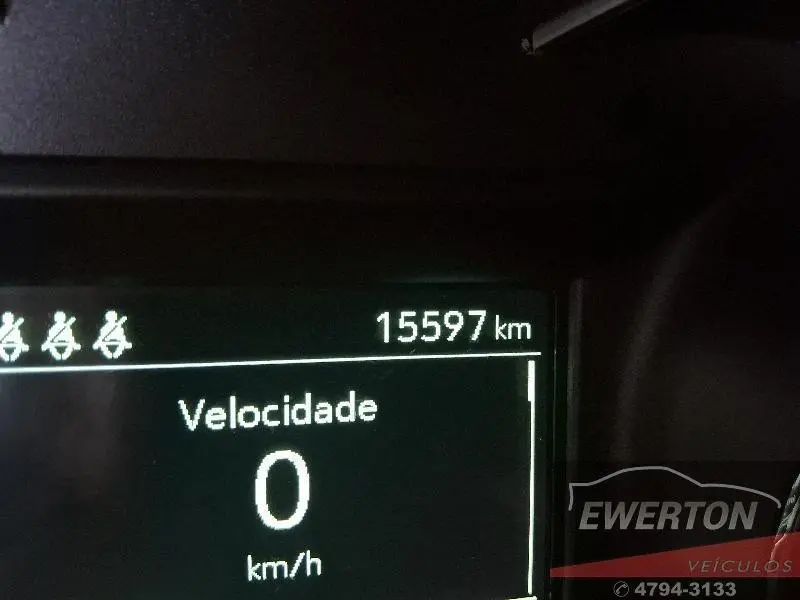 15597 km
Velocidade
0
km/h
EWERTON
VEÍCULOS
4794-3133